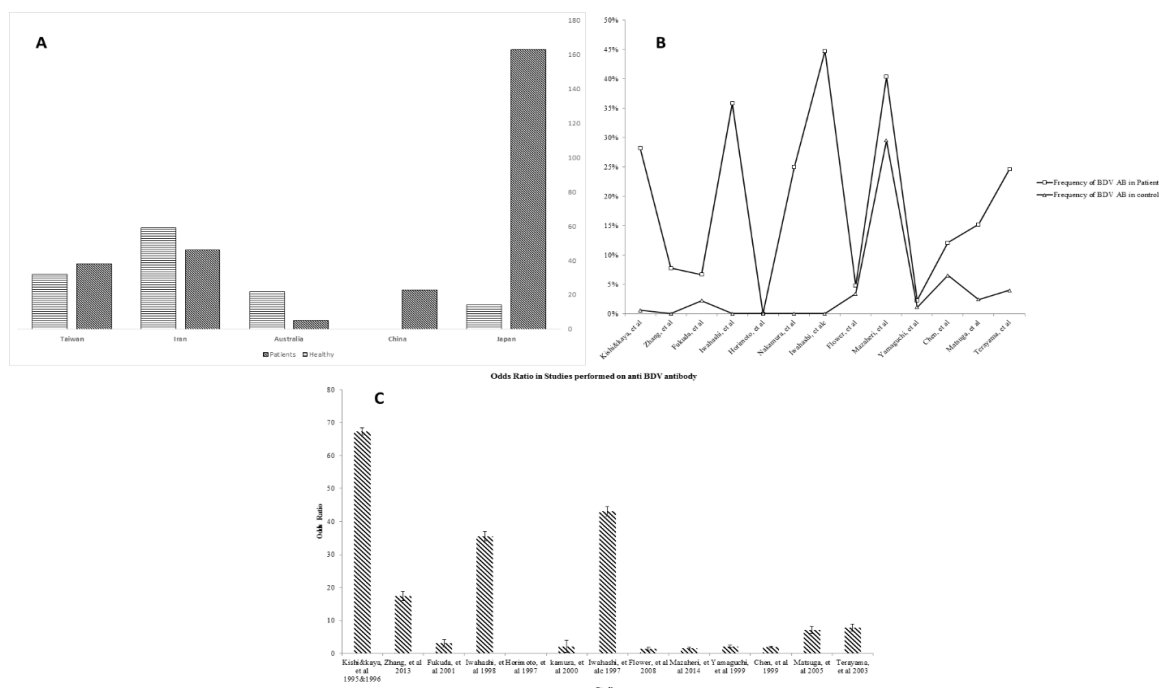 A
180
160
140
120
100
80
60
40
20
0
Taiwan Iran Australia China Japan
Patients Healthy
B
50%
45%
40%
35%
30%
25%
20%
15%
10%
5%
0%
Kishi&kaya, et al
Zhang, et al
Fukuda, et al
Iwahashi, et al
Horimoto, et al
Nakamura, et al
Iwahashi, et alc
Flower, et al
Mazaheri, et al
Yamaguchi, et al
Chen, et al
Matsuga, et al
Terayama, et al
Frequency of BDV AB in Patient
Frequency of BDV AB in control
Odds Ratio in Studies performed on anti BDV antibody
C
80
70
60
50
40
30
20
10
0
Odds Ratio
Kishi&kaya, Zhang, et al Fukuda, et Iwahashi, et Horimoto, et kamura, et Iwahashi, et Flower, et al Mazaheri, et Yamaguchi, Chen, et al Matsuga, et Terayama, et
et al 2013 al 2001 al 1998 al 1997 al 2000 alc 1997 2008 al 2014 et al 1999 1999 al 2005 al 2003
1995&1996